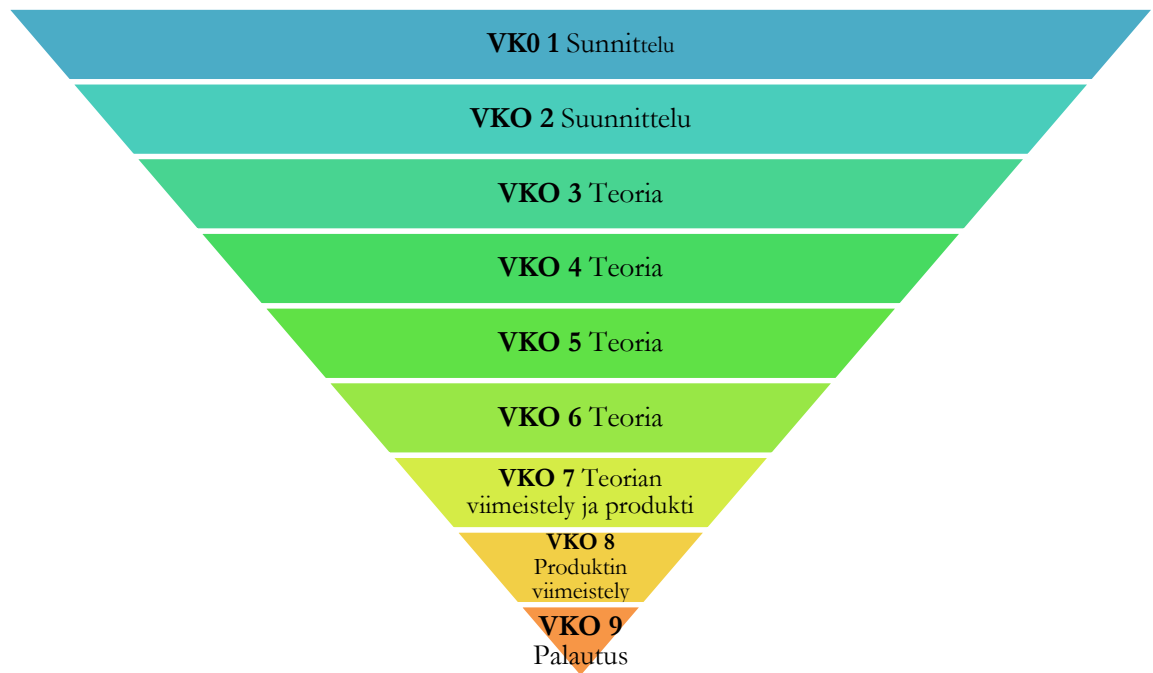 VK0 1 Sunnittelu
VKO 2 Suunnittelu
VKO 3 Teoria
VKO 4 Teoria
VKO 5 Teoria
VKO 6 Teoria
VKO 7 Teorian
viimeistely ja produkti
VKO 8
Produktin
viimeistely
VKO 9
Palautus